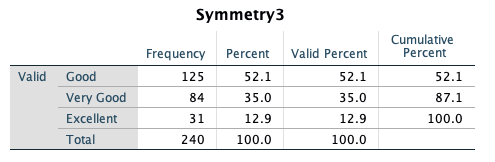 Symmetry3
Frequency Percent Valid Percent Cumulative Percent
Valid Good 125 52.1 52.1 52.1
Very Good 84 35.0 35.0 87.1
Excellent 31 12.9 12.9 100.0
Total 240 100.0 100.0